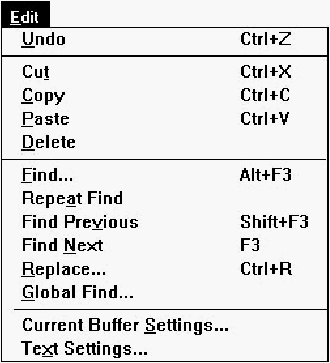 Edit
Undo Ctrl+Z
Cut Ctrl+X
Copy Ctrl+C
Paste Ctrl+V
Delete
Find... Alt+F3
Repeat Find
Find Previous Shift+F3
Find Next F3
Replace... Ctrl+R
Global Find...
Current Buffer Settings...
Text Settings...